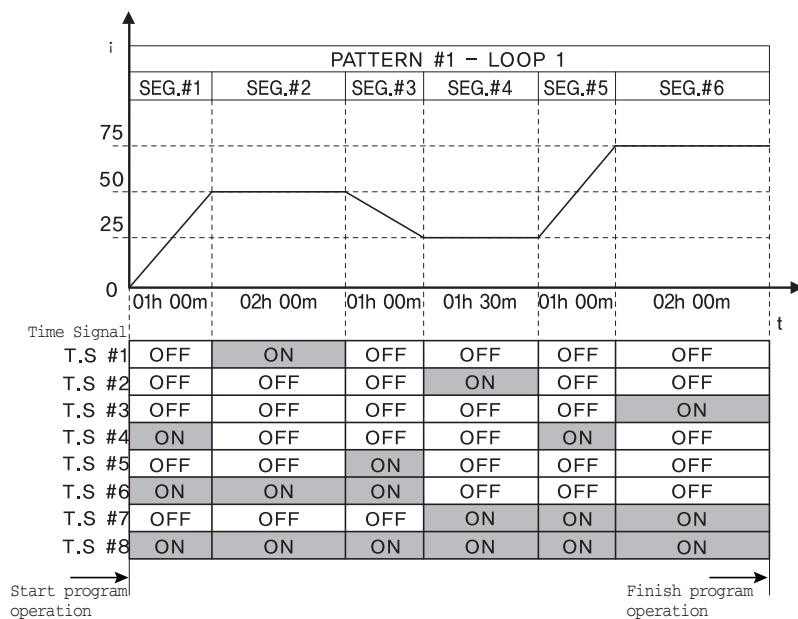 i
PATTERN #1 - LOOP 1
SEG.#1 SEG.#2 SEG.#3 SEG.#4 SEG.#5 SEG.#6
75
50
25
0
01h 00m 02h 00m 01h 00m 01h 30m 01h 00m 02h 00m
t
Time Signal
T.S #1 OFF ON OFF OFF OFF OFF
T.S #2 OFF OFF OFF ON OFF OFF
T.S #3 OFF OFF OFF OFF OFF ON
T.S #4 ON OFF OFF OFF ON OFF
T.S #5 OFF OFF ON OFF OFF OFF
T.S #6 ON ON ON OFF OFF OFF
T.S #7 OFF OFF OFF ON ON ON
T.S #8 ON ON ON ON ON ON
Start program
operation
Finish program
operation